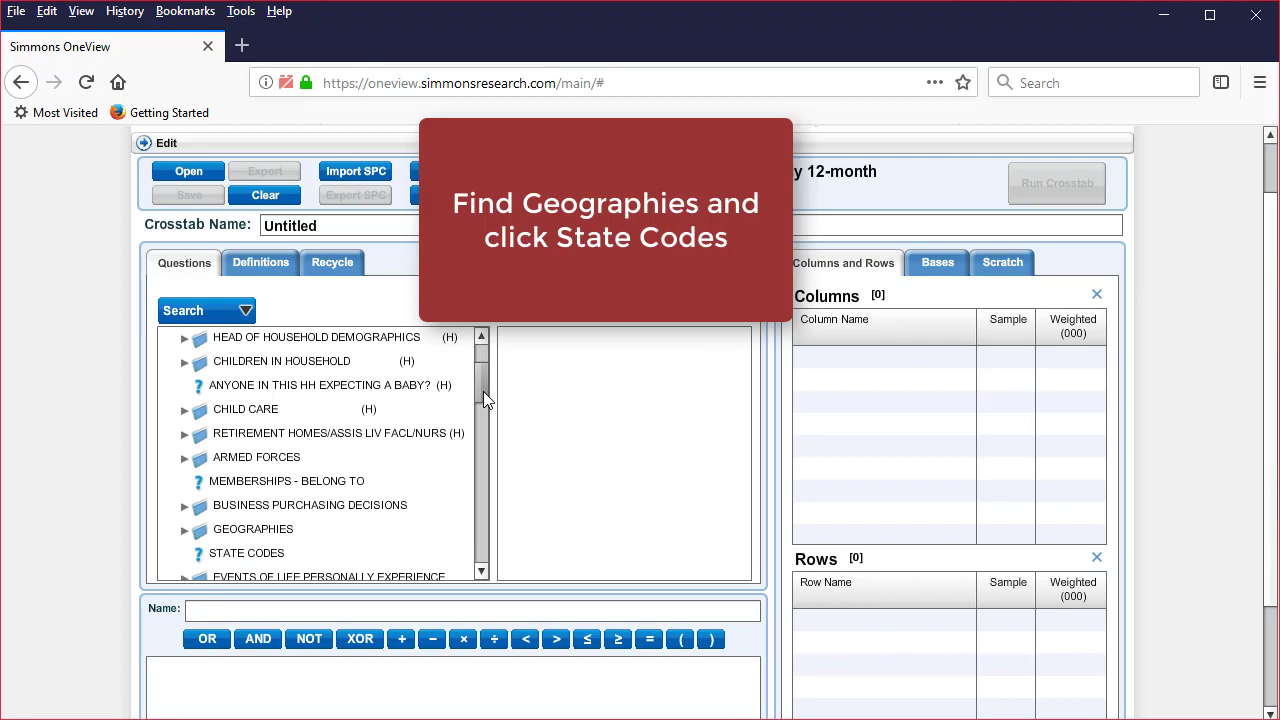 File Edit View History Bookmarks Tools Help
Simmons OneView
https://oneview.simmonsresearch.com/main/#
Search
Most Visited Getting Started
Edit
Open Export Import SPC
Save Clear Export SPC
y 12-month
Run Crosstab
Find Geographies and
click State Codes
Crosstab Name: Untitled
Questions Definitions Recycle
Columns and Rows Bases Scratch
Search
Columns [0]
Column Name Sample Weighted
(000)
HEAD OF HOUSEHOLD DEMOGRAPHICS (H)
CHILDREN IN HOUSEHOLD (H)
ANYONE IN THIS HH EXPECTING A BABY? (H)
CHILD CARE (H)
RETIREMENT HOMES/ASSIS LIV FACL/NURS (H)
ARMED FORCES
MEMBERSHIPS - BELONG TO
BUSINESS PURCHASING DECISIONS
GEOGRAPHIES
STATE CODES
EVENTS OF LIFE PERSONALLY EXPERIENCE
Rows [0]
Row Name Sample Weighted
(000)
Name:
OR AND NOT XOR + − × ÷ < > ≤ ≥ = ( )